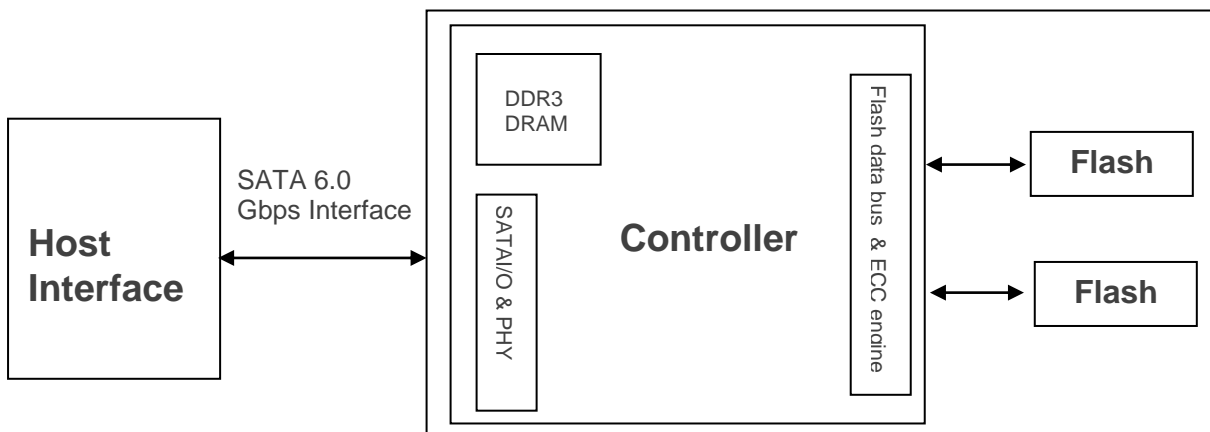 Host
Interface
SATA 6.0
Gbps Interface
DDR3
DRAM
SATAI/O & PHY
Controller
Flash data bus & ECC engine
Flash
Flash